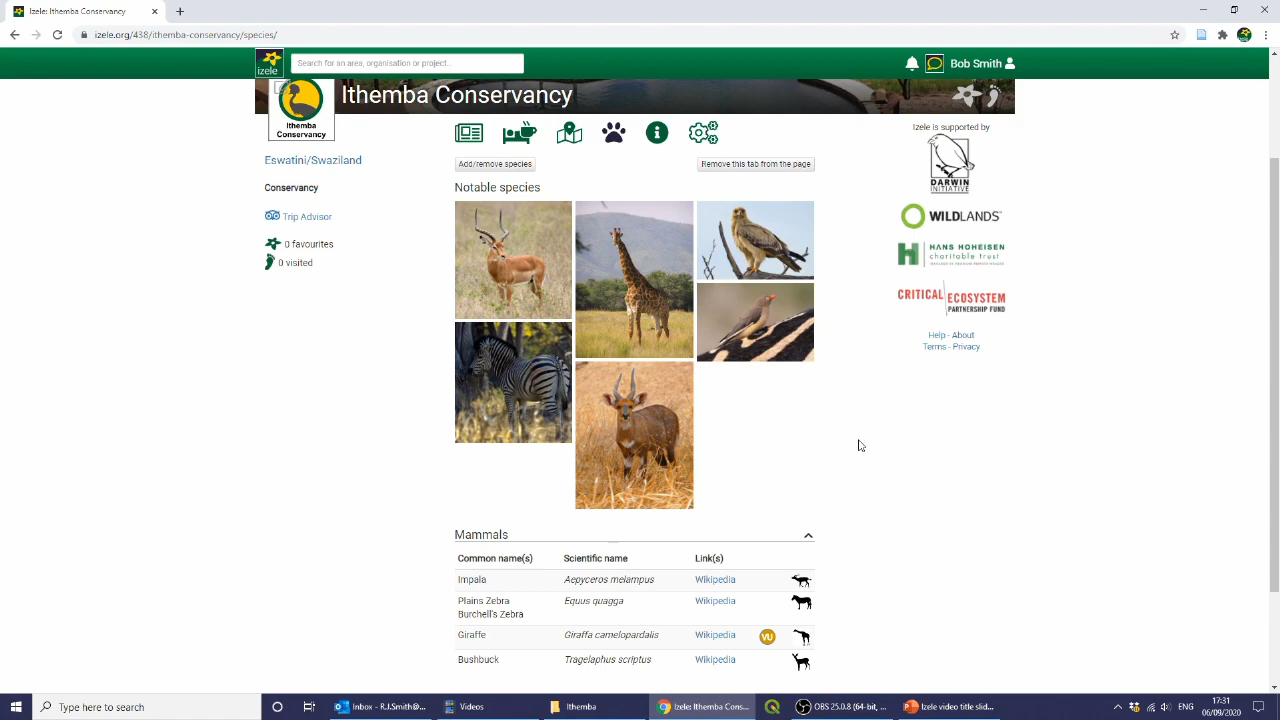 Izele: Ithemba Conservancy
izele.org/438/ithemba-conservancy/species/
izele
Search for an area, organisation or project..
Bob Smith
Ithemba
Conservancy
Ithemba Conservancy
Eswatini/Swaziland
Conservancy
Trip Advisor
0 favourites
0 visited
Add/remove species
Remove this tab from the page
Notable species
Mammals
Common name(s) Scientific name Link(s)
Impala Aepyceros melampus Wikipedia
Plains Zebra Equus quagga Wikipedia
Burchell's Zebra
Giraffe Giraffa camelopardalis Wikipedia VU
Bushbuck Tragelaphus scriptus Wikipedia
Izele is supported by
DARWIN
INITIATIVE
WILDLANDS
HANS HOHEISEN
charitable trust
CRITICAL ECOSYSTEM
PARTNERSHIP FUND
Help - About
Terms - Privacy
Type here to search
Inbox - R.J.Smith@...
Videos
Ithemba
Izele: Ithemba Cons...
OBS 25.0.8 (64-bit, ...
Izele video title slid...
ENG
17:31
06/09/2020